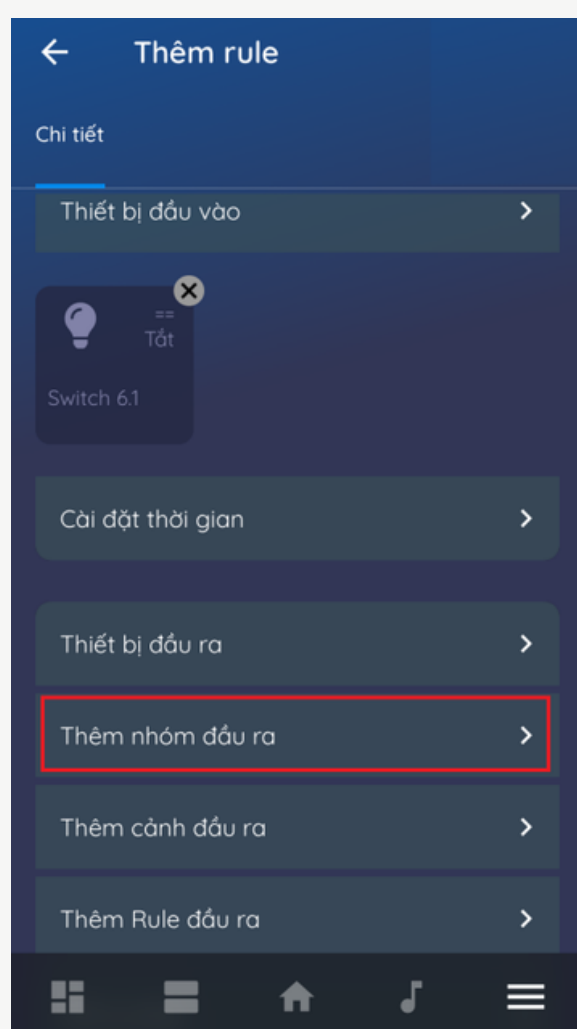 Thêm rule
Chi tiết
Thiết bị đầu vào
==
Tắt
Switch 6.1
Cài đặt thời gian
Thiết bị đầu ra
Thêm nhóm đầu ra
Thêm cảnh đầu ra
Thêm Rule đầu ra